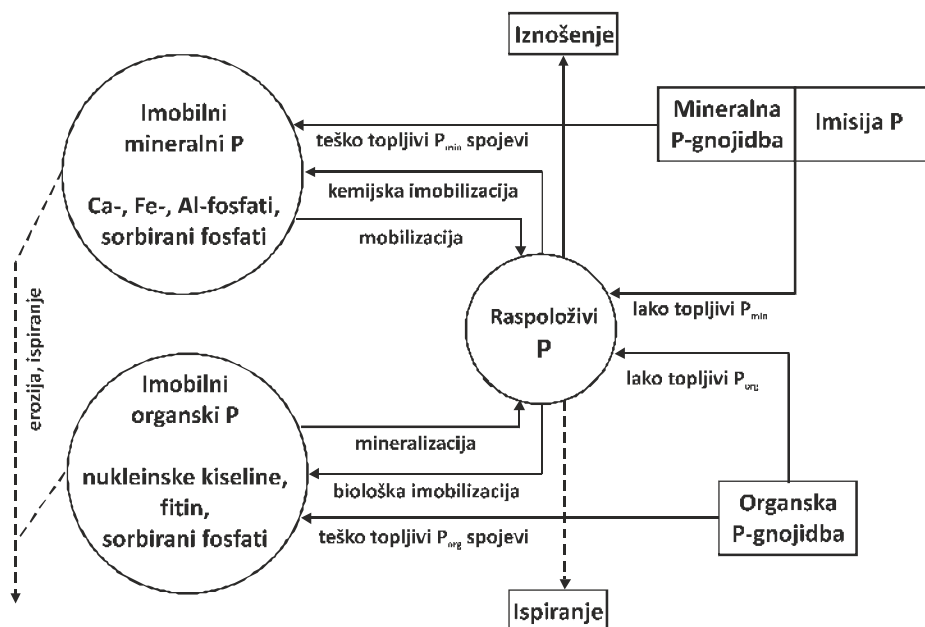 Iznošenje
Imobilni
mineralni P
Ca-, Fe-, Al-fosfati,
sorbirani fosfati
Mineralna
P-gnojidba
Imisija P
teško topljivi Pmin spojevi
kemijska imobilizacija
mobilizacija
Raspoloživi
P
lako topljivi Pmin
lako topljivi Porg
erozija, ispiranje
Imobilni
organski P
nukleinske kiseline,
fitin,
sorbirani fosfati
mineralizacija
biološka imobilizacija
teško topljivi Porg spojevi
Organska
P-gnojidba
Ispiranje